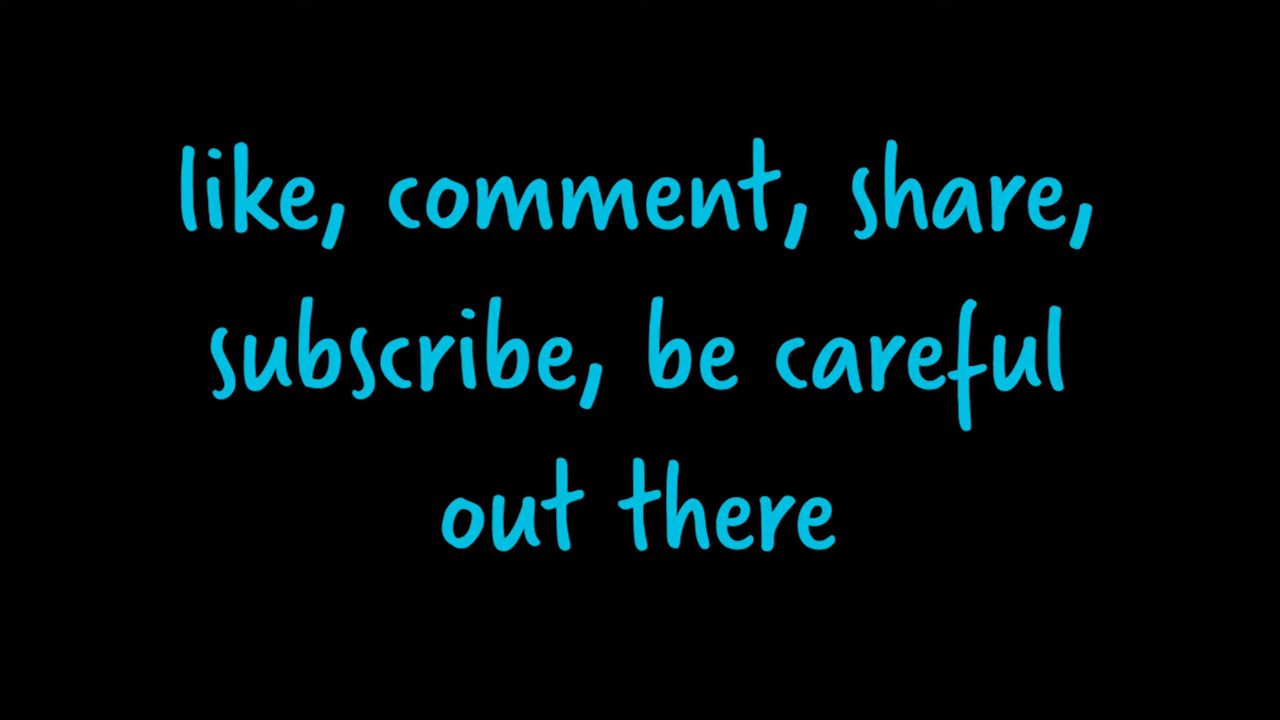 like, comment, share,
subscribe, be careful
out there